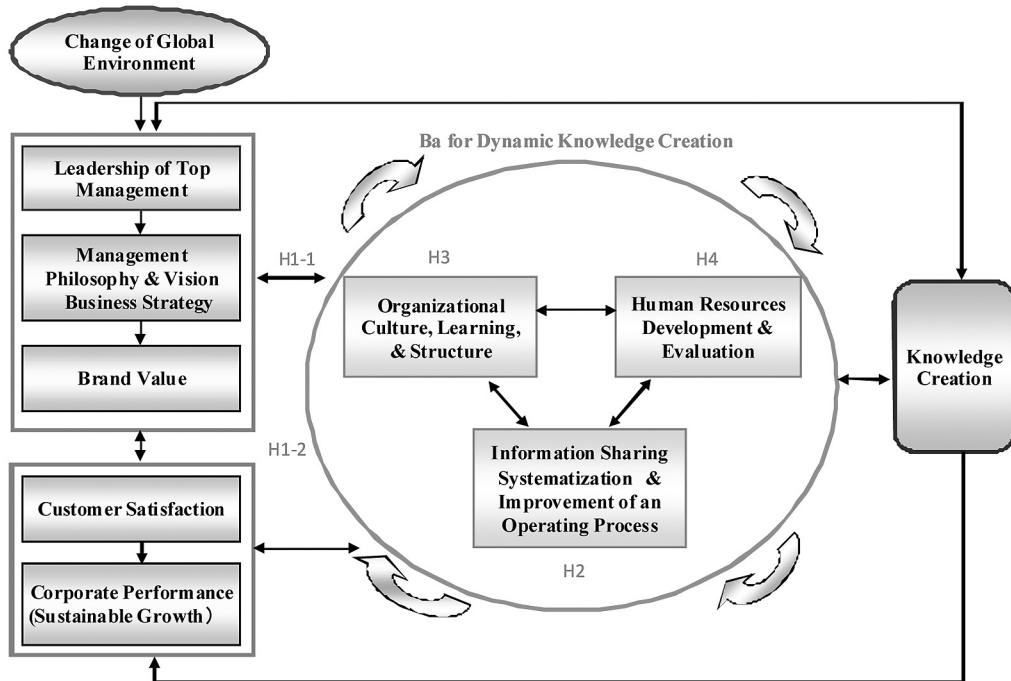 Change of Global
Environment
Leadership of Top
Management
Management
Philosophy & Vision
Business Strategy
Brand Value
Customer Satisfaction
Corporate Performance
(Sustainable Growth)
H1-1
H1-2
Ba for Dynamic Knowledge Creation
H3
Organizational
Culture, Learning,
& Structure
H4
Human Resources
Development &
Evaluation
Information Sharing
Systematization &
Improvement of an
Operating Process
H2
Knowledge
Creation